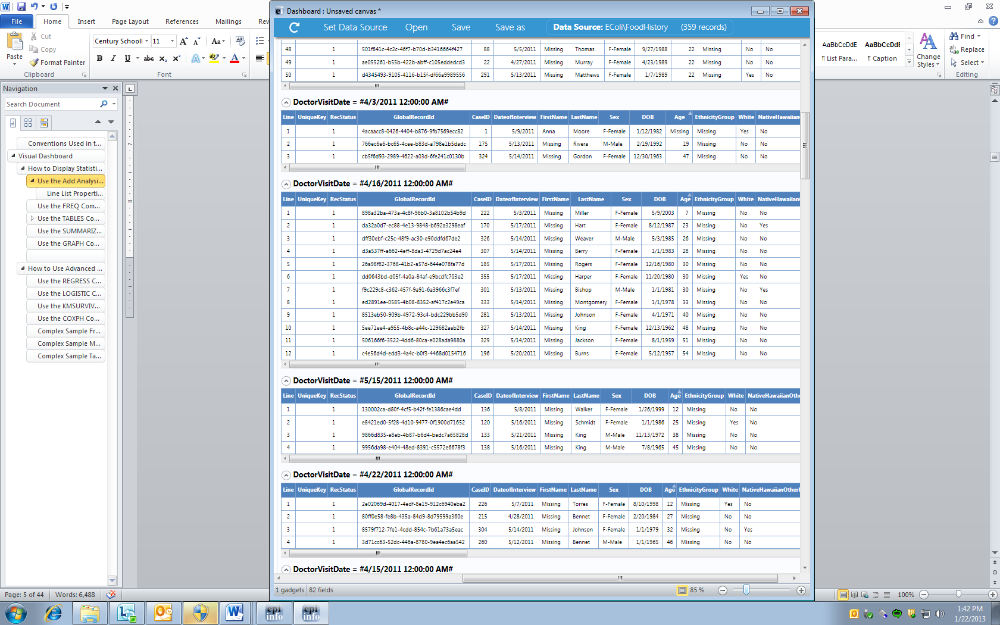 Dashboard : Unsaved canvas *
File Home Insert Page Layout References Mailings Rev
Set Data Source Open Save Save as Data Source: EColi\FoodHistory (359 records)
Paste Cut Copy Format Painter
Clipboard
Century Schooll 11
Font
AaBbCcDdE AaBbCcDdE
¶ List Para... ¶ Caption
Change Styles
Find Replace Select
Editing
Navigation
Search Document
Conventions Used in t...
Visual Dashboard
How to Display Statisti...
Use the Add Analysi...
Line List Properti...
Use the FREQ Com...
Use the TABLES Co...
Use the SUMMARIZ...
Use the GRAPH Co...
How to Use Advanced ...
Use the REGRESS C...
Use the LOGISTIC C...
Use the KMSURVIV...
Use the COXPH Co...
Complex Sample Fr...
Complex Sample M...
Complex Sample Ta...
48 1 501f841c-4c2c-46f7-b70d-b3416664f427 88 5/5/2011 Missing Thomas F-Female 9/27/1988 22 Missing No No
49 1 ae055261-b55b-422b-abff-c105eddedcd3 22 4/27/2011 Missing Murray F-Female 4/23/1989 22 Missing No No
50 1 d4345493-9105-4116-b15f-df66a9989556 291 5/13/2011 Missing Matthews F-Female 1/7/1989 22 Missing Yes No
DoctorVisitDate = #4/3/2011 12:00:00 AM#
Line UniqueKey RecStatus GlobalRecordId CaseID DateofInterview FirstName LastName Sex DOB Age EthnicityGroup White NativeHawaiian
1 1 4acaacc8-0426-4404-b876-9fb7569ecc82 1 5/9/2011 Anna Moore F-Female 1/12/1982 Missing Missing Yes No
2 1 766ec6e6-bc65-4cee-b83d-a798e1b5dadc 175 5/13/2011 Missing Rivera M-Male 2/19/1992 19 Missing No No
3 1 cb5f6d93-2989-4622-a03d-6fe241c0130b 324 5/14/2011 Missing Gordon F-Female 12/30/1963 47 Missing No No
DoctorVisitDate = #4/16/2011 12:00:00 AM#
Line UniqueKey RecStatus GlobalRecordId CaseID DateofInterview FirstName LastName Sex DOB Age EthnicityGroup White NativeHawaiianO
1 1 898a32ba-473a-4c8f-96b0-3a8102b54b9d 222 5/3/2011 Missing Miller F-Female 5/9/2003 7 Missing No No
2 1 da32a0d7-ec88-4e13-9848-b692a3298eaf 170 5/17/2011 Missing Hart F-Female 8/12/1987 23 Missing No Yes
3 1 dff30ebf-c25c-48f9-ac30-e90ddfd67de2 326 5/14/2011 Missing Weaver M-Male 5/3/1985 26 Missing No No
4 1 d3a537ff-a662-4eff-8da3-4729d7ac24e4 307 5/14/2011 Missing Berry F-Female 1/1/1983 28 Missing No No
5 1 26a98f82-3768-41b2-a57d-644e078fa77d 185 5/17/2011 Missing Rogers F-Female 12/16/1980 30 Missing No No
6 1 dd0643bd-d05f-4a0a-84af-e9bcdfc703e2 355 5/17/2011 Missing Harper F-Female 11/20/1980 30 Missing Yes No
7 1 f9c229c8-c362-457f-9a91-6a3966c3f7ef 301 5/13/2011 Missing Bishop M-Male 1/1/1981 30 Missing No Yes
8 1 ed2891ee-0585-4b08-8352-af417c2e49ca 333 5/14/2011 Missing Montgomery F-Female 1/1/1978 33 Missing No No
9 1 8513eb50-909b-4972-93c4-bdc229bb5d90 281 5/13/2011 Missing Johnson F-Female 4/1/1971 40 Missing No No
10 1 5ee71ee4-a955-4b8c-a44c-129682aeb2fb 327 5/14/2011 Missing King F-Female 12/13/1962 48 Missing No No
11 1 506166f6-3522-4dd6-80ca-e028ada9880a 329 5/14/2011 Missing Jackson F-Female 8/1/1959 51 Missing No No
12 1 c4e56d4d-edd3-4a4c-b0f3-4468d0154716 196 5/20/2011 Missing Burns F-Female 5/12/1957 54 Missing No No
DoctorVisitDate = #5/15/2011 12:00:00 AM#
Line UniqueKey RecStatus GlobalRecordId CaseID DateofInterview FirstName LastName Sex DOB Age EthnicityGroup White NativeHawaiianOthe
1 1 130002ca-d80f-4cf5-b42f-fe1386cae4dd 136 5/8/2011 Missing Walker F-Female 1/26/1999 12 Missing No No
2 1 e8421ed0-5f28-4d10-9477-0f1900d71652 120 5/16/2011 Missing Schmidt F-Female 1/1/1986 25 Missing Yes No
3 1 9866d835-e8eb-4b87-b6d4-bedc7a65828d 133 5/21/2011 Missing King M-Male 11/13/1972 38 Missing No No
4 1 9956da98-e404-48ed-8391-c5572e6678f3 138 5/16/2011 Missing King M-Male 7/8/1965 45 Missing No No
DoctorVisitDate = #4/22/2011 12:00:00 AM#
Line UniqueKey RecStatus GlobalRecordId CaseID DateofInterview FirstName LastName Sex DOB Age EthnicityGroup White NativeHawaiianOther
1 1 2e02069d-4017-4edf-8e19-912c6940eba2 226 5/7/2011 Missing Torres F-Female 8/10/1998 12 Missing Yes No
2 1 80ff0e58-fe8b-435a-84d9-8d79599a360e 215 4/28/2011 Missing Bennet F-Female 2/20/1984 27 Missing No No
3 1 8579f712-7fe1-4cdd-854c-7b61a73a5eac 304 5/14/2011 Missing Johnson F-Female 1/1/1979 32 Missing No Yes
4 1 3d71cc63-52dc-446a-8780-9ea4ec6aa542 260 5/12/2011 Missing Bennet M-Male 1/1/1965 46 Missing No No
DoctorVisitDate = #4/15/2011 12:00:00 AM#
1 gadgets 82 fields 85 %
Page: 5 of 44 Words: 6,488 100%
epi info epi info
1:42 PM
1/22/2013